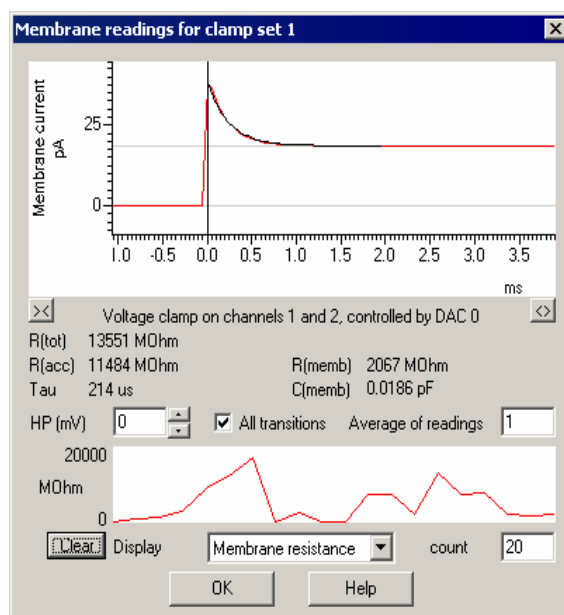 Membrane readings for clamp set 1
Membrane current
pA
25
0
1.0 -0.5 0.0 0.5 1.0 1.5 2.0 2.5 3.0 3.5
ms
>< Voltage clamp on channels 1 and 2, controlled by DAC 0 <>
R(tot) 13551 MOhm
R(acc) 11484 MOhm R(memb) 2067 MOhm
Tau 214 us C(memb) 0.0186 pF
HP (mV) 0 All transitions Average of readings 1
20000
MOhm
0
Clear Display Membrane resistance count 20
OK Help